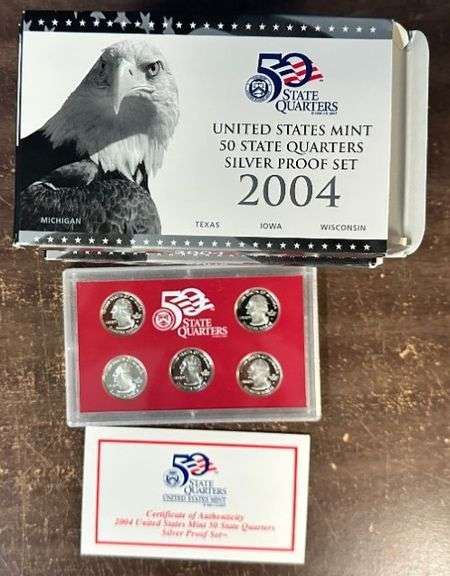 50
STATE
QUARTERS
UNITED STATES MINT
50 STATE QUARTERS
SILVER PROOF SET
2004
MICHIGAN
TEXAS
IOWA
WISCONSIN
50
STATE
QUARTERS
50
STATE
QUARTERS
UNITED STATES MINT
Certificate of Authenticity
2004 United States Mint 50 State Quarters
Silver Proof Set™